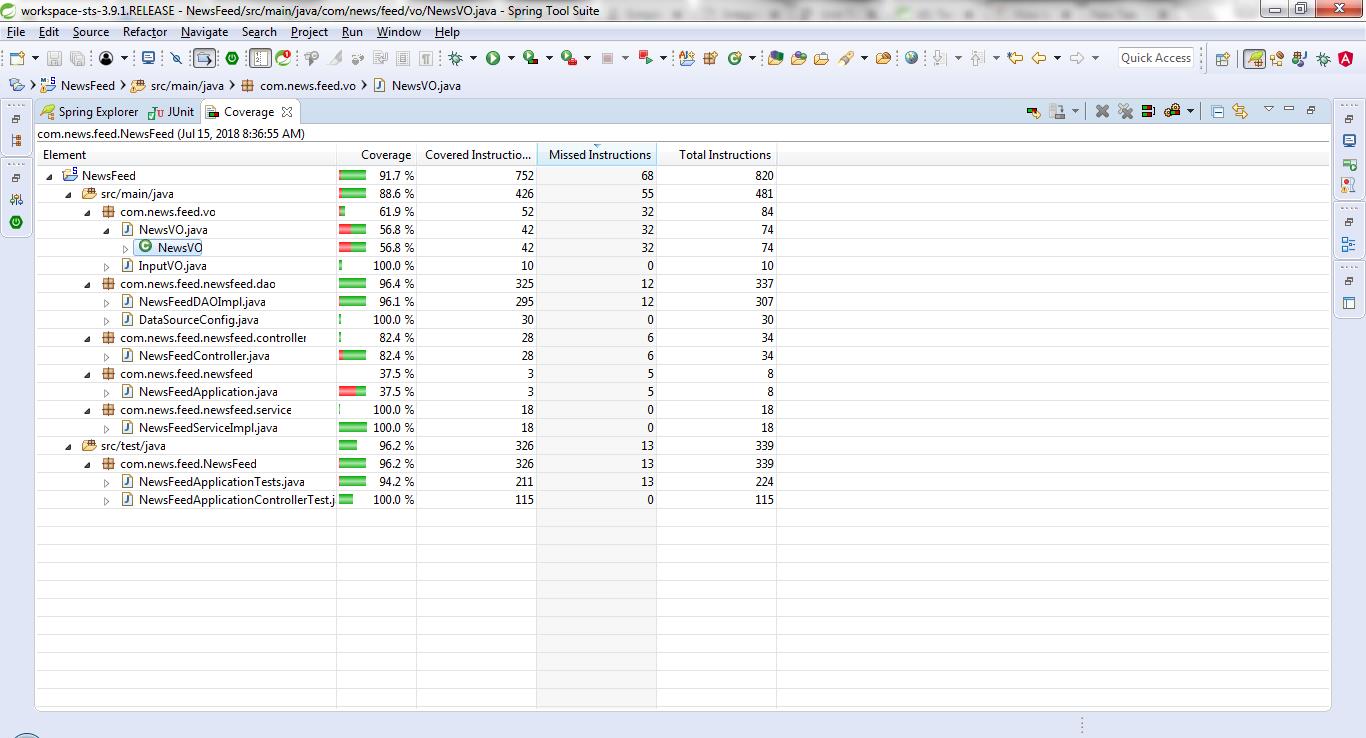 workspace-sts-3.9.1.RELEASE - NewsFeed/src/main/java/com/news/feed/vo/NewsVO.java - Spring Tool Suite
File Edit Source Refactor Navigate Search Project Run Window Help
Quick Access
NewsFeed src/main/java com.news.feed.vo NewsVO.java
Spring Explorer JUnit Coverage
com.news.feed.NewsFeed (Jul 15, 2018 8:36:55 AM)
Element Coverage Covered Instructio... Missed Instructions Total Instructions
NewsFeed 91.7 % 752 68 820
src/main/java 88.6 % 426 55 481
com.news.feed.vo 61.9 % 52 32 84
NewsVO.java 56.8 % 42 32 74
NewsVO 56.8 % 42 32 74
InputVO.java 100.0 % 10 0 10
com.news.feed.newsfeed.dao 96.4 % 325 12 337
NewsFeedDAOImpl.java 96.1 % 295 12 307
DataSourceConfig.java 100.0 % 30 0 30
com.news.feed.newsfeed.controller 82.4 % 28 6 34
NewsFeedController.java 82.4 % 28 6 34
com.news.feed.newsfeed 37.5 % 3 5 8
NewsFeedApplication.java 37.5 % 3 5 8
com.news.feed.newsfeed.service 100.0 % 18 0 18
NewsFeedServiceImpl.java 100.0 % 18 0 18
src/test/java 96.2 % 326 13 339
com.news.feed.NewsFeed 96.2 % 326 13 339
NewsFeedApplicationTests.java 94.2 % 211 13 224
NewsFeedApplicationControllerTest.j 100.0 % 115 0 115